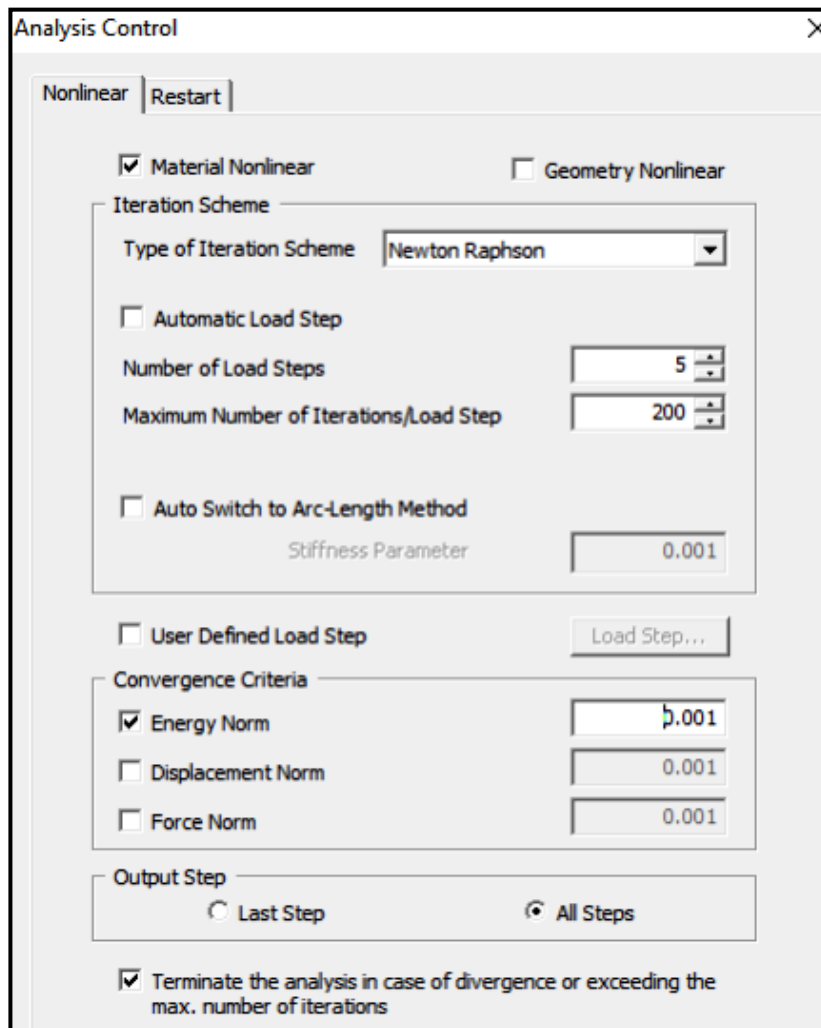 Analysis Control
Nonlinear Restart
Material Nonlinear Geometry Nonlinear
Iteration Scheme
Type of Iteration Scheme Newton Raphson
Automatic Load Step
Number of Load Steps 5
Maximum Number of Iterations/Load Step 200
Auto Switch to Arc-Length Method
Stiffness Parameter 0.001
User Defined Load Step Load Step...
Convergence Criteria
Energy Norm 0.001
Displacement Norm 0.001
Force Norm 0.001
Output Step
Last Step All Steps
Terminate the analysis in case of divergence or exceeding the
max. number of iterations